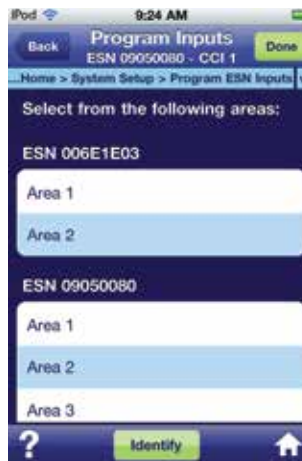 iPod 9:24 AM
Back Program Inputs Done
ESN 09050080 - CCI 1
...Home > System Setup > Program ESN Inputs
Select from the following areas:
ESN 006E1E03
Area 1
Area 2
ESN 09050080
Area 1
Area 2
Area 3
? Identify